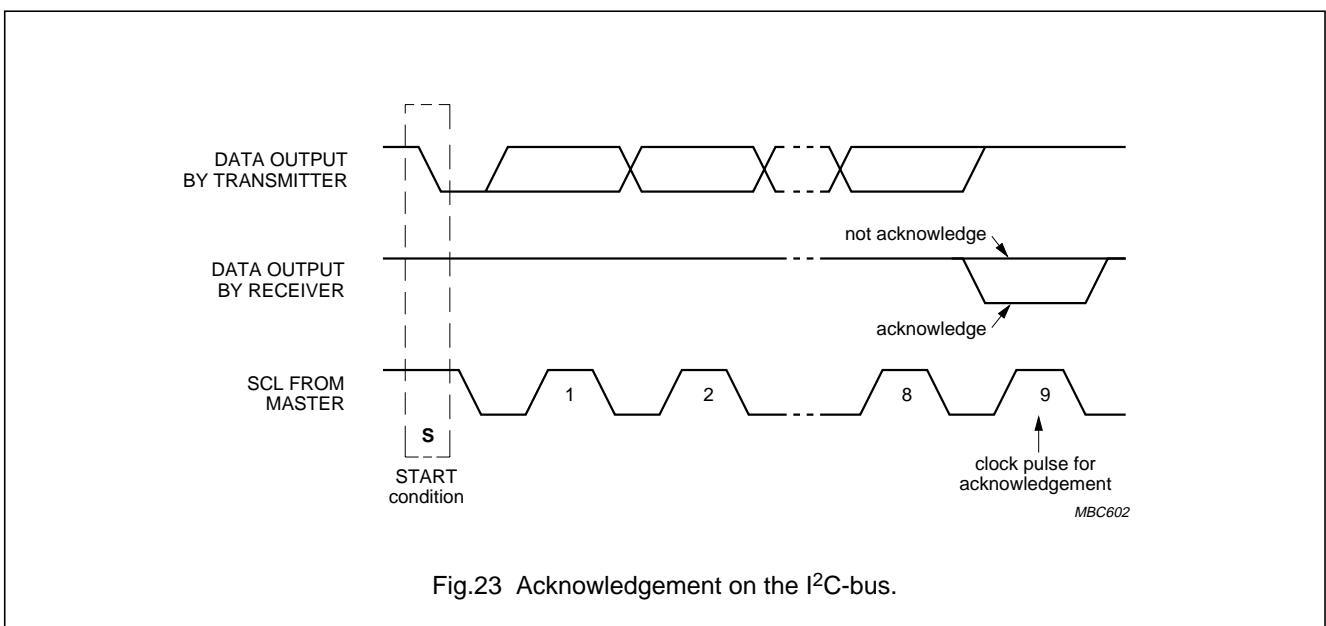 DATA OUTPUT
BY TRANSMITTER
not acknowledge
DATA OUTPUT
BY RECEIVER
acknowledge
SCL FROM
MASTER
1
2
8
9
S
START
condition
clock pulse for
acknowledgement
MBC602
Fig.23 Acknowledgement on the I²C-bus.